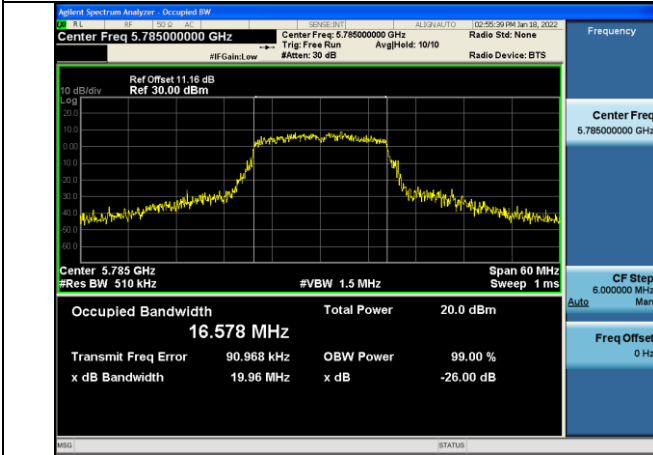 Agilent Spectrum Analyzer - Occupied BW
RL RF 50 Ω AC SENSE:INT ALIGNAUTO 02:55:39 PM Jan 18, 2022
Center Freq 5.785000000 GHz
Center Freq: 5.785000000 GHz
Radio Std: None
Trig: Free Run Avg|Hold: 10/10
#IFGain:Low #Atten: 30 dB Radio Device: BTS
Ref Offset 11.16 dB
10 dB/div Ref 30.00 dBm
Log
20.0
10.0
0.00
-10.0
-20.0
-30.0
-40.0
-50.0
-60.0
Center 5.785 GHz Span 60 MHz
#Res BW 510 kHz #VBW 1.5 MHz Sweep 1 ms
Occupied Bandwidth Total Power 20.0 dBm
16.578 MHz
Transmit Freq Error 90.968 kHz OBW Power 99.00 %
x dB Bandwidth 19.96 MHz x dB -26.00 dB
MSG STATUS
Frequency
Center Freq
5.785000000 GHz
CF Step
6.000000 MHz
Auto Man
Freq Offset
0 Hz